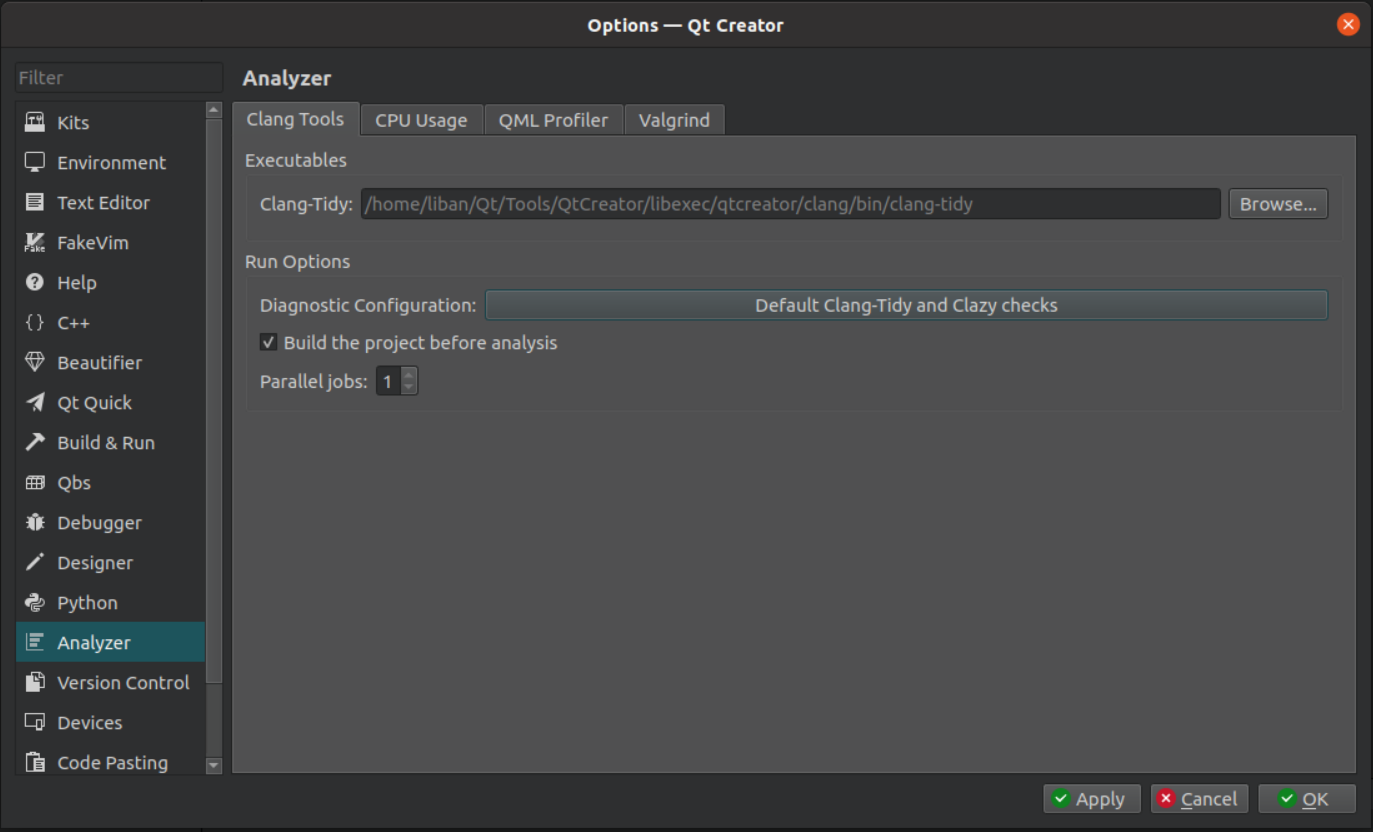 Options — Qt Creator
Filter
Analyzer
Kits
Environment
Text Editor
Fake
FakeVim
Help
C++
Beautifier
Qt Quick
Build & Run
Qbs
Debugger
Designer
Python
Analyzer
Version Control
Devices
Code Pasting
Clang Tools
CPU Usage
QML Profiler
Valgrind
Executables
Clang-Tidy: /home/liban/Qt/Tools/QtCreator/libexec/qtcreator/clang/bin/clang-tidy Browse...
Run Options
Diagnostic Configuration: Default Clang-Tidy and Clazy checks
Build the project before analysis
Parallel jobs: 1
Apply
Cancel
OK